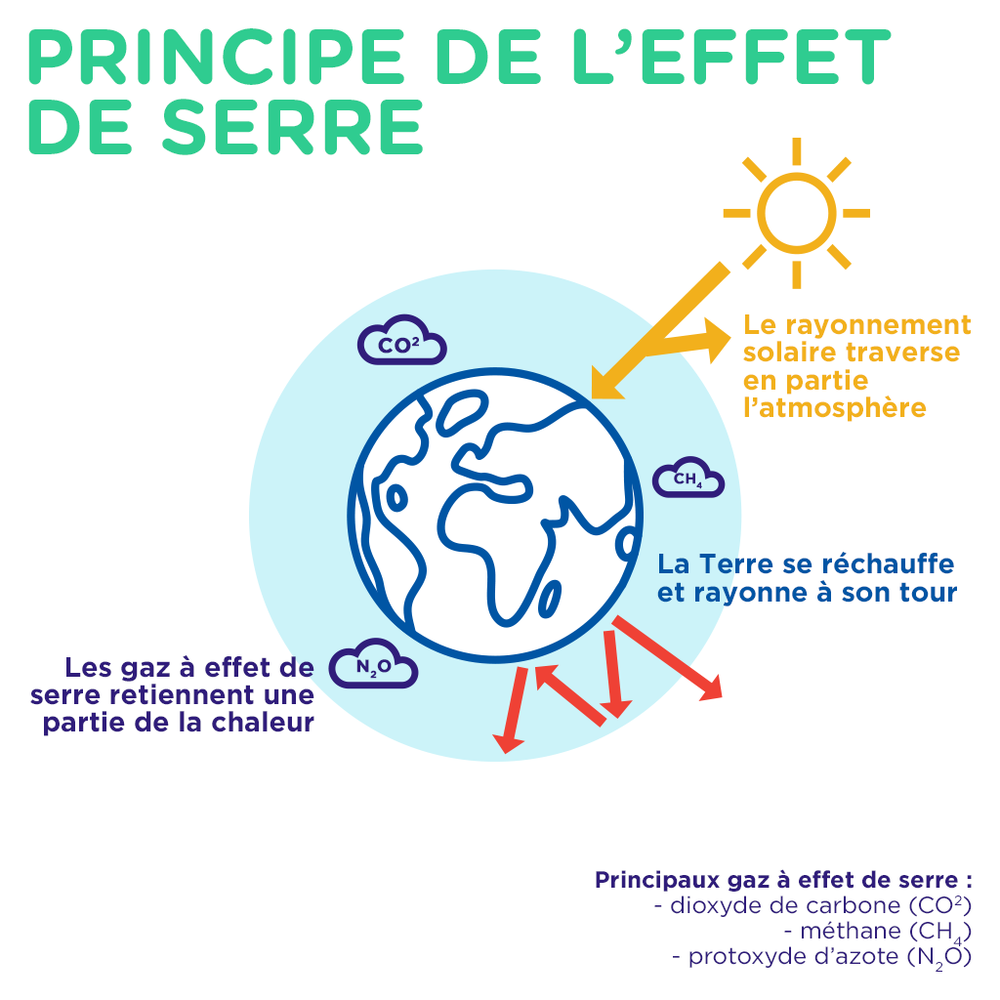 PRINCIPE DE L’EFFET
DE SERRE
CO²
Le rayonnement
solaire traverse
en partie
l’atmosphère
CH₄
La Terre se réchauffe
et rayonne à son tour
N₂O
Les gaz à effet de
serre retiennent une
partie de la chaleur
Principaux gaz à effet de serre :
- dioxyde de carbone (CO²)
- méthane (CH₄)
- protoxyde d’azote (N₂O)